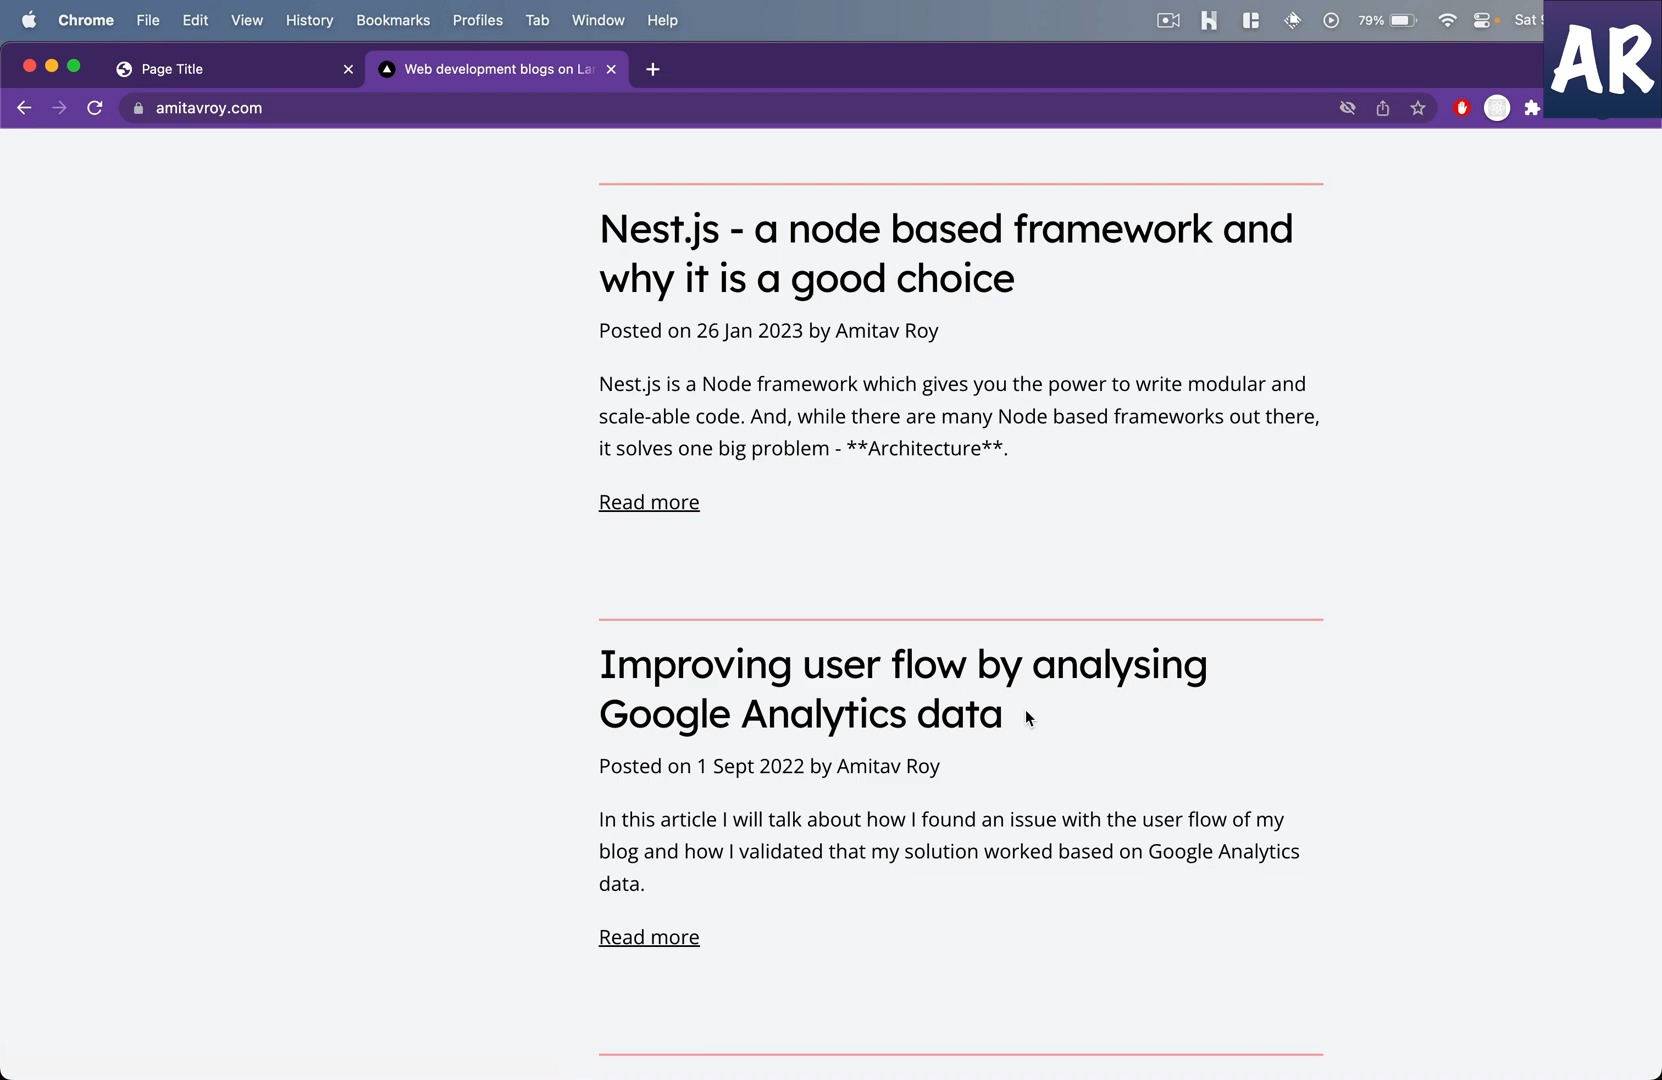 Chrome File Edit View History Bookmarks Profiles Tab Window Help 79% Sat
Page Title
Web development blogs on La
amitavroy.com
AR
Nest.js - a node based framework and
why it is a good choice
Posted on 26 Jan 2023 by Amitav Roy
Nest.js is a Node framework which gives you the power to write modular and
scale-able code. And, while there are many Node based frameworks out there,
it solves one big problem - **Architecture**.
Read more
Improving user flow by analysing
Google Analytics data
Posted on 1 Sept 2022 by Amitav Roy
In this article I will talk about how I found an issue with the user flow of my
blog and how I validated that my solution worked based on Google Analytics
data.
Read more